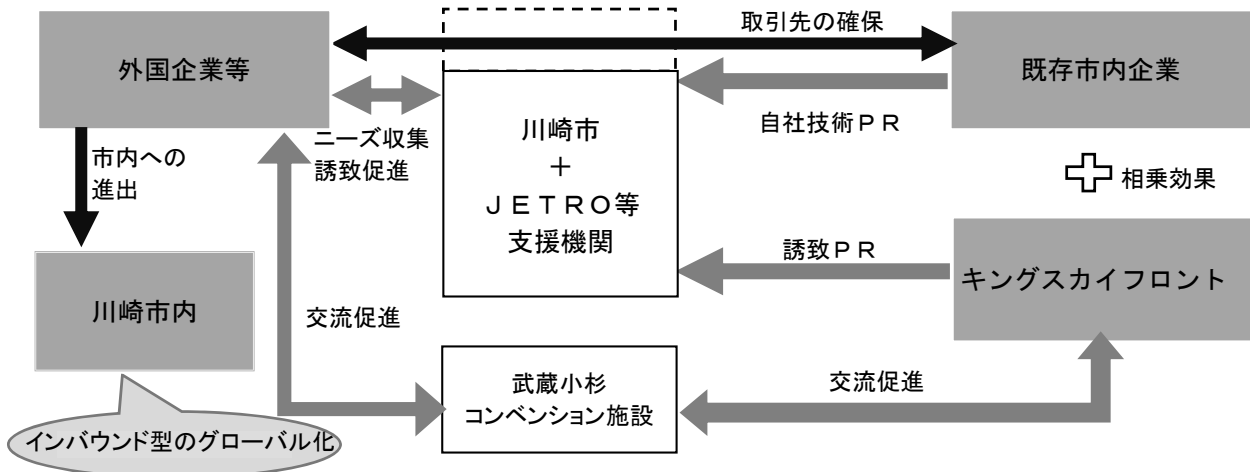 取引先の確保
外国企業等
既存市内企業
ニーズ収集
誘致促進
川崎市
＋
ＪＥＴＲＯ等
支援機関
自社技術ＰＲ
市内への
進出
相乗効果
誘致ＰＲ
キングスカイフロント
川崎市内
交流促進
武蔵小杉
コンベンション施設
交流促進
インバウンド型のグローバル化